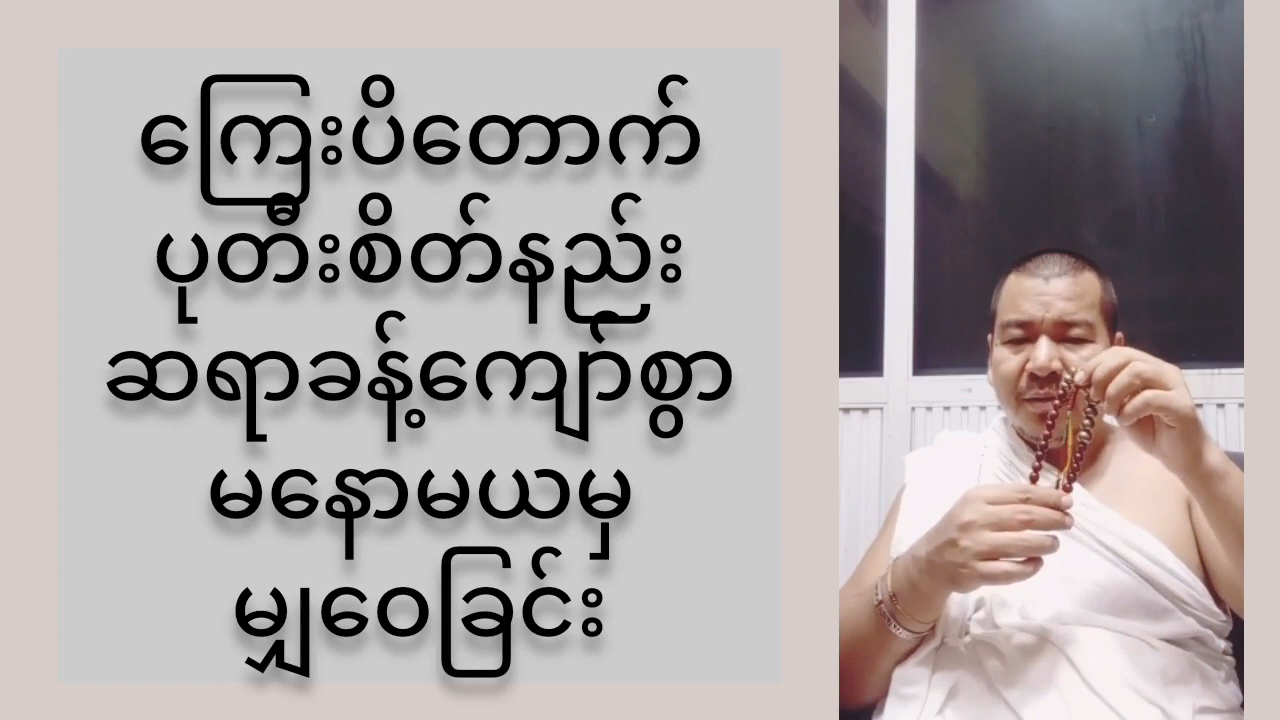 ကြေးပိတောက်
ပုတီးစိတ်နည်း
ဆရာခန့်ကျော်စွာ
မနောမယမှ
မျှဝေခြင်း